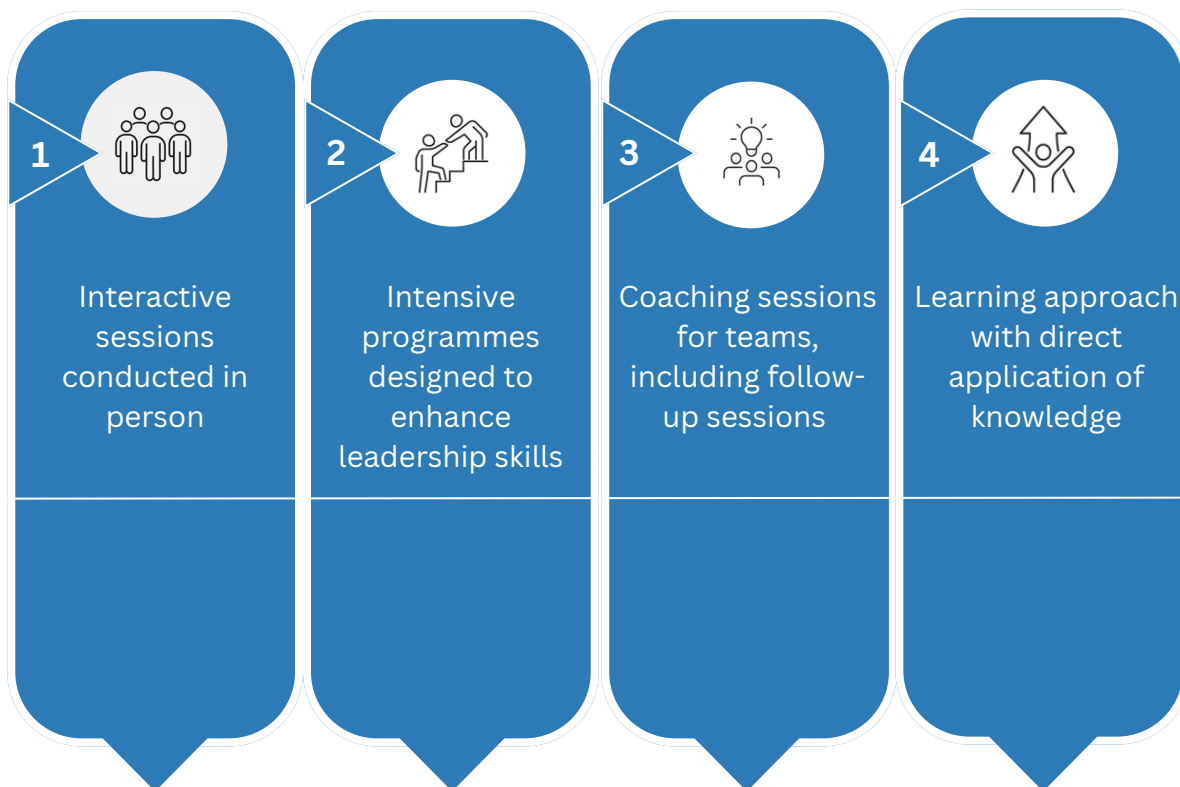 1
Interactive
sessions
conducted in
person
2
Intensive
programmes
designed to
enhance
leadership skills
3
Coaching sessions
for teams,
including follow-
up sessions
4
Learning approach
with direct
application of
knowledge